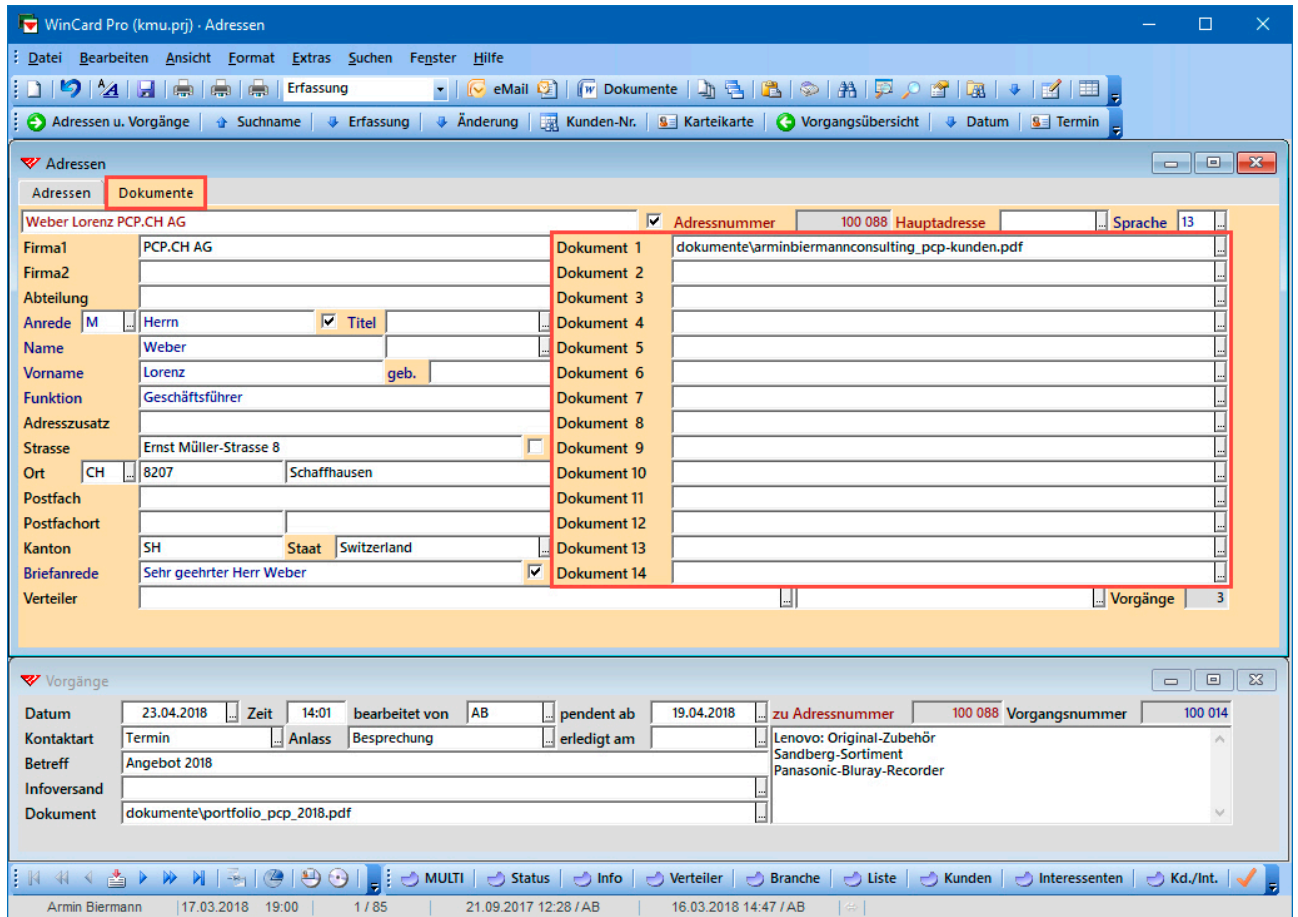 WinCard Pro (kmu.prj) - Adressen
Datei Bearbeiten Ansicht Format Extras Suchen Fenster Hilfe
Erfassung eMail Dokumente
Adressen u. Vorgänge Suchname Erfassung Änderung Kunden-Nr. Karteikarte Vorgangsübersicht Datum Termin
Adressen
Adressen Dokumente
Weber Lorenz PCP.CH AG Adressnummer 100 088 Hauptadresse ... Sprache 13 ...
Firma1 PCP.CH AG Dokument 1 dokumente\arminbiermannconsulting_pcp-kunden.pdf ...
Firma2 Dokument 2 ...
Abteilung Dokument 3 ...
Anrede M ... Herrn Titel ... Dokument 4 ...
Name Weber ... Dokument 5 ...
Vorname Lorenz geb. Dokument 6 ...
Funktion Geschäftsführer Dokument 7 ...
Adresszusatz Dokument 8 ...
Strasse Ernst Müller-Strasse 8 Dokument 9 ...
Ort CH ... 8207 Schaffhausen Dokument 10 ...
Postfach Dokument 11 ...
Postfachort Dokument 12 ...
Kanton SH Staat Switzerland ... Dokument 13 ...
Briefanrede Sehr geehrter Herr Weber Dokument 14 ...
Verteiler ... ... Vorgänge 3
Vorgänge
Datum 23.04.2018 ... Zeit 14:01 bearbeitet von AB ... pendent ab 19.04.2018 ... zu Adressnummer 100 088 Vorgangsnummer 100 014
Kontaktart Termin ... Anlass Besprechung ... erledigt am ... Lenovo: Original-Zubehör
Sandberg-Sortiment
Betreff Angebot 2018 Panasonic-Bluray-Recorder
Infoversand ...
Dokument dokumente\portfolio_pcp_2018.pdf ...
MULTI Status Info Verteiler Branche Liste Kunden Interessenten Kd./Int.
Armin Biermann 17.03.2018 19:00 1 / 85 21.09.2017 12:28 / AB 16.03.2018 14:47 / AB